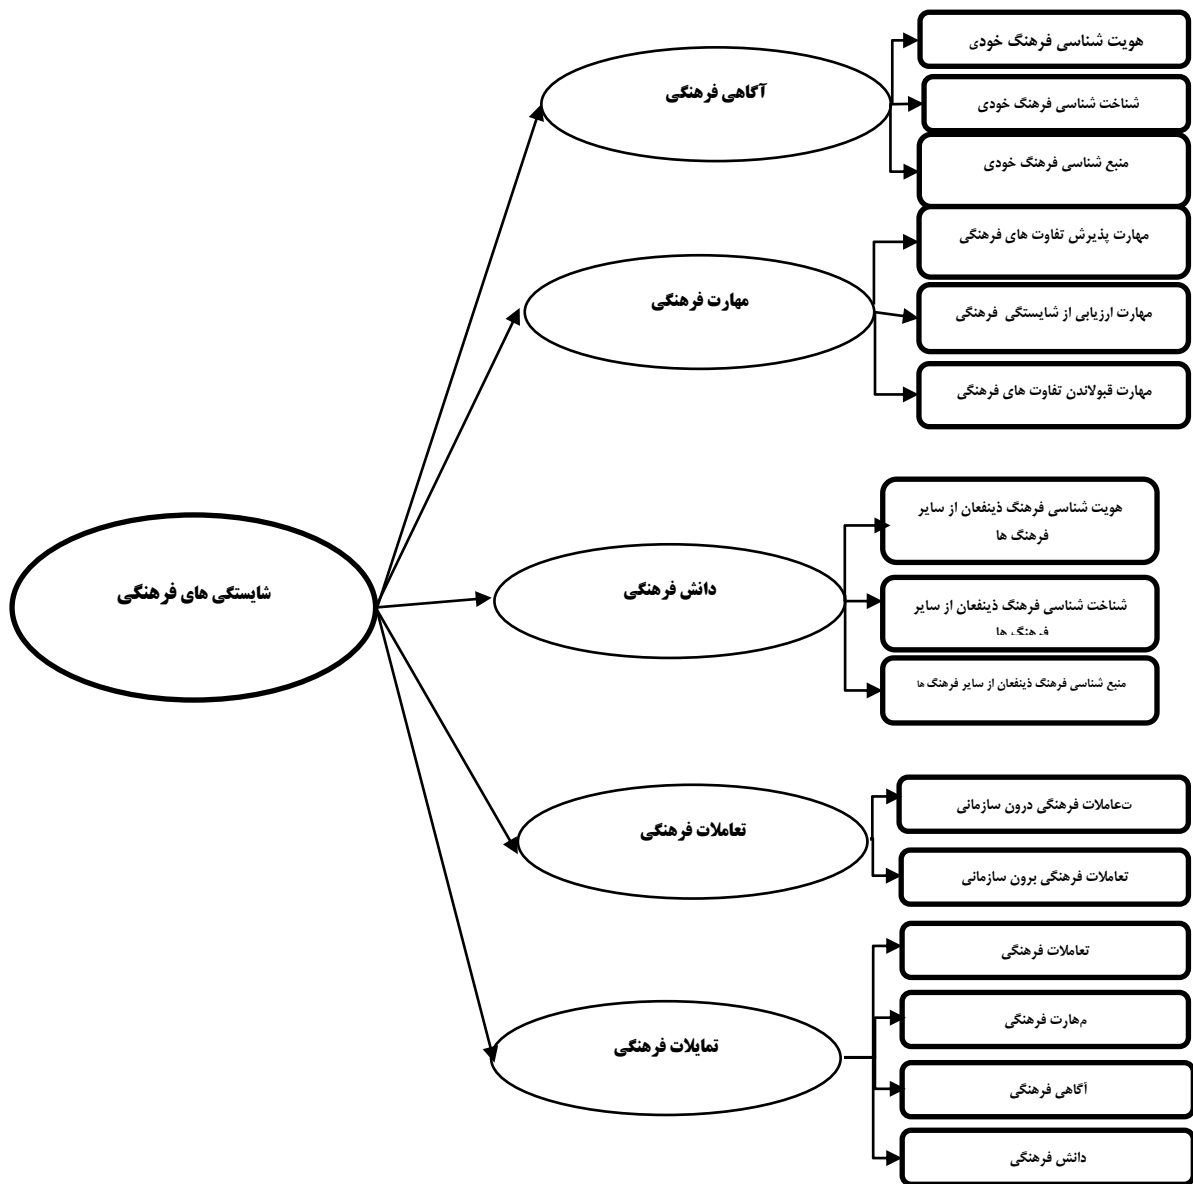 هویت شناسی فرهنگ خودی
آگاهی فرهنگی
شناخت شناسی فرهنگ خودی
منبع شناسی فرهنگ خودی
مهارت پذیرش تفاوت های فرهنگی
مهارت فرهنگی
مهارت ارزیابی از شایستگی فرهنگی
مهارت قبولاندن تفاوت های فرهنگی
هویت شناسی فرهنگ ذینفعان از سایر
فرهنگ ها
شایستگی های فرهنگی
دانش فرهنگی
شناخت شناسی فرهنگ ذینفعان از سایر
فرهنگ ها
منبع شناسی فرهنگ ذینفعان از سایر فرهنگ ها
تعاملات فرهنگی درون سازمانی
تعاملات فرهنگی
تعاملات فرهنگی برون سازمانی
تعاملات فرهنگی
مهارت فرهنگی
تمایلات فرهنگی
آگاهی فرهنگی
دانش فرهنگی